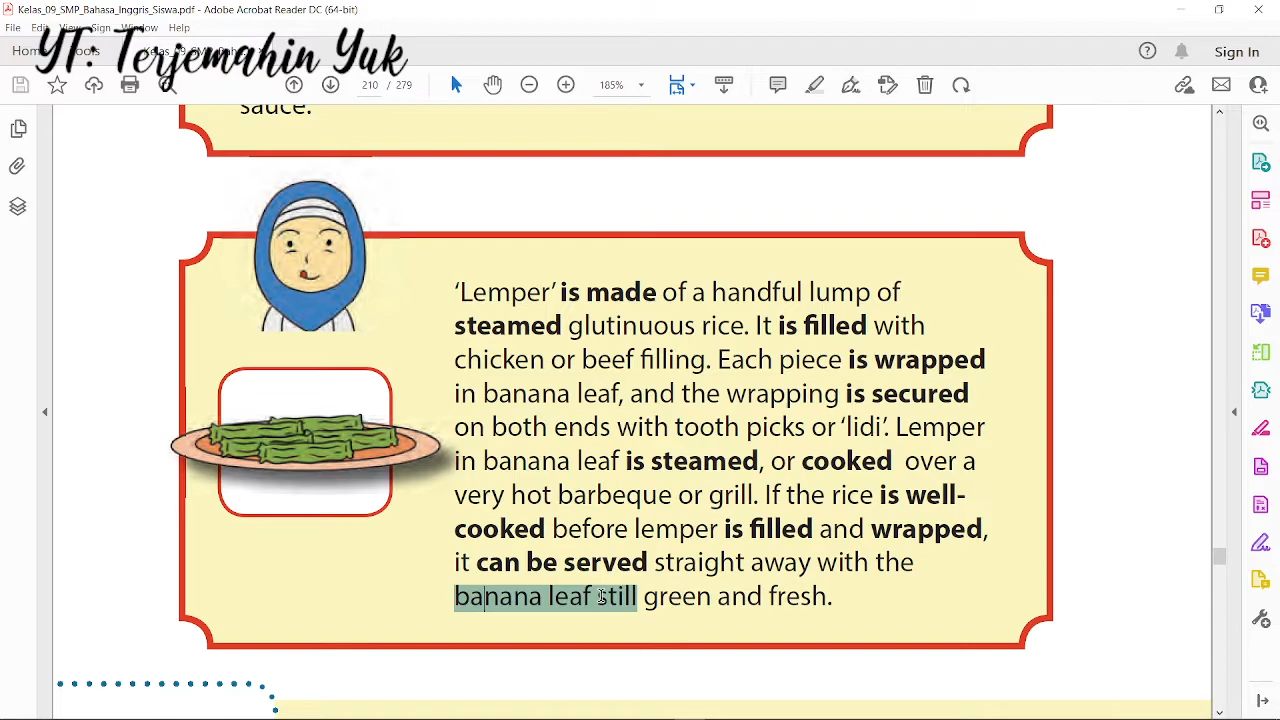 Kelas_09_SMP_Bahasa_Inggris_Siswa.pdf - Adobe Acrobat Reader DC (64-bit)
File Edit View Sign Window Help
YT: Terjemahin Yuk
Home Tools Sign In
210 / 279 185%
sauce.
'Lemper' is made of a handful lump of
steamed glutinuous rice. It is filled with
chicken or beef filling. Each piece is wrapped
in banana leaf, and the wrapping is secured
on both ends with tooth picks or 'lidi'. Lemper
in banana leaf is steamed, or cooked over a
very hot barbeque or grill. If the rice is well-
cooked before lemper is filled and wrapped,
it can be served straight away with the
banana leaf still green and fresh.